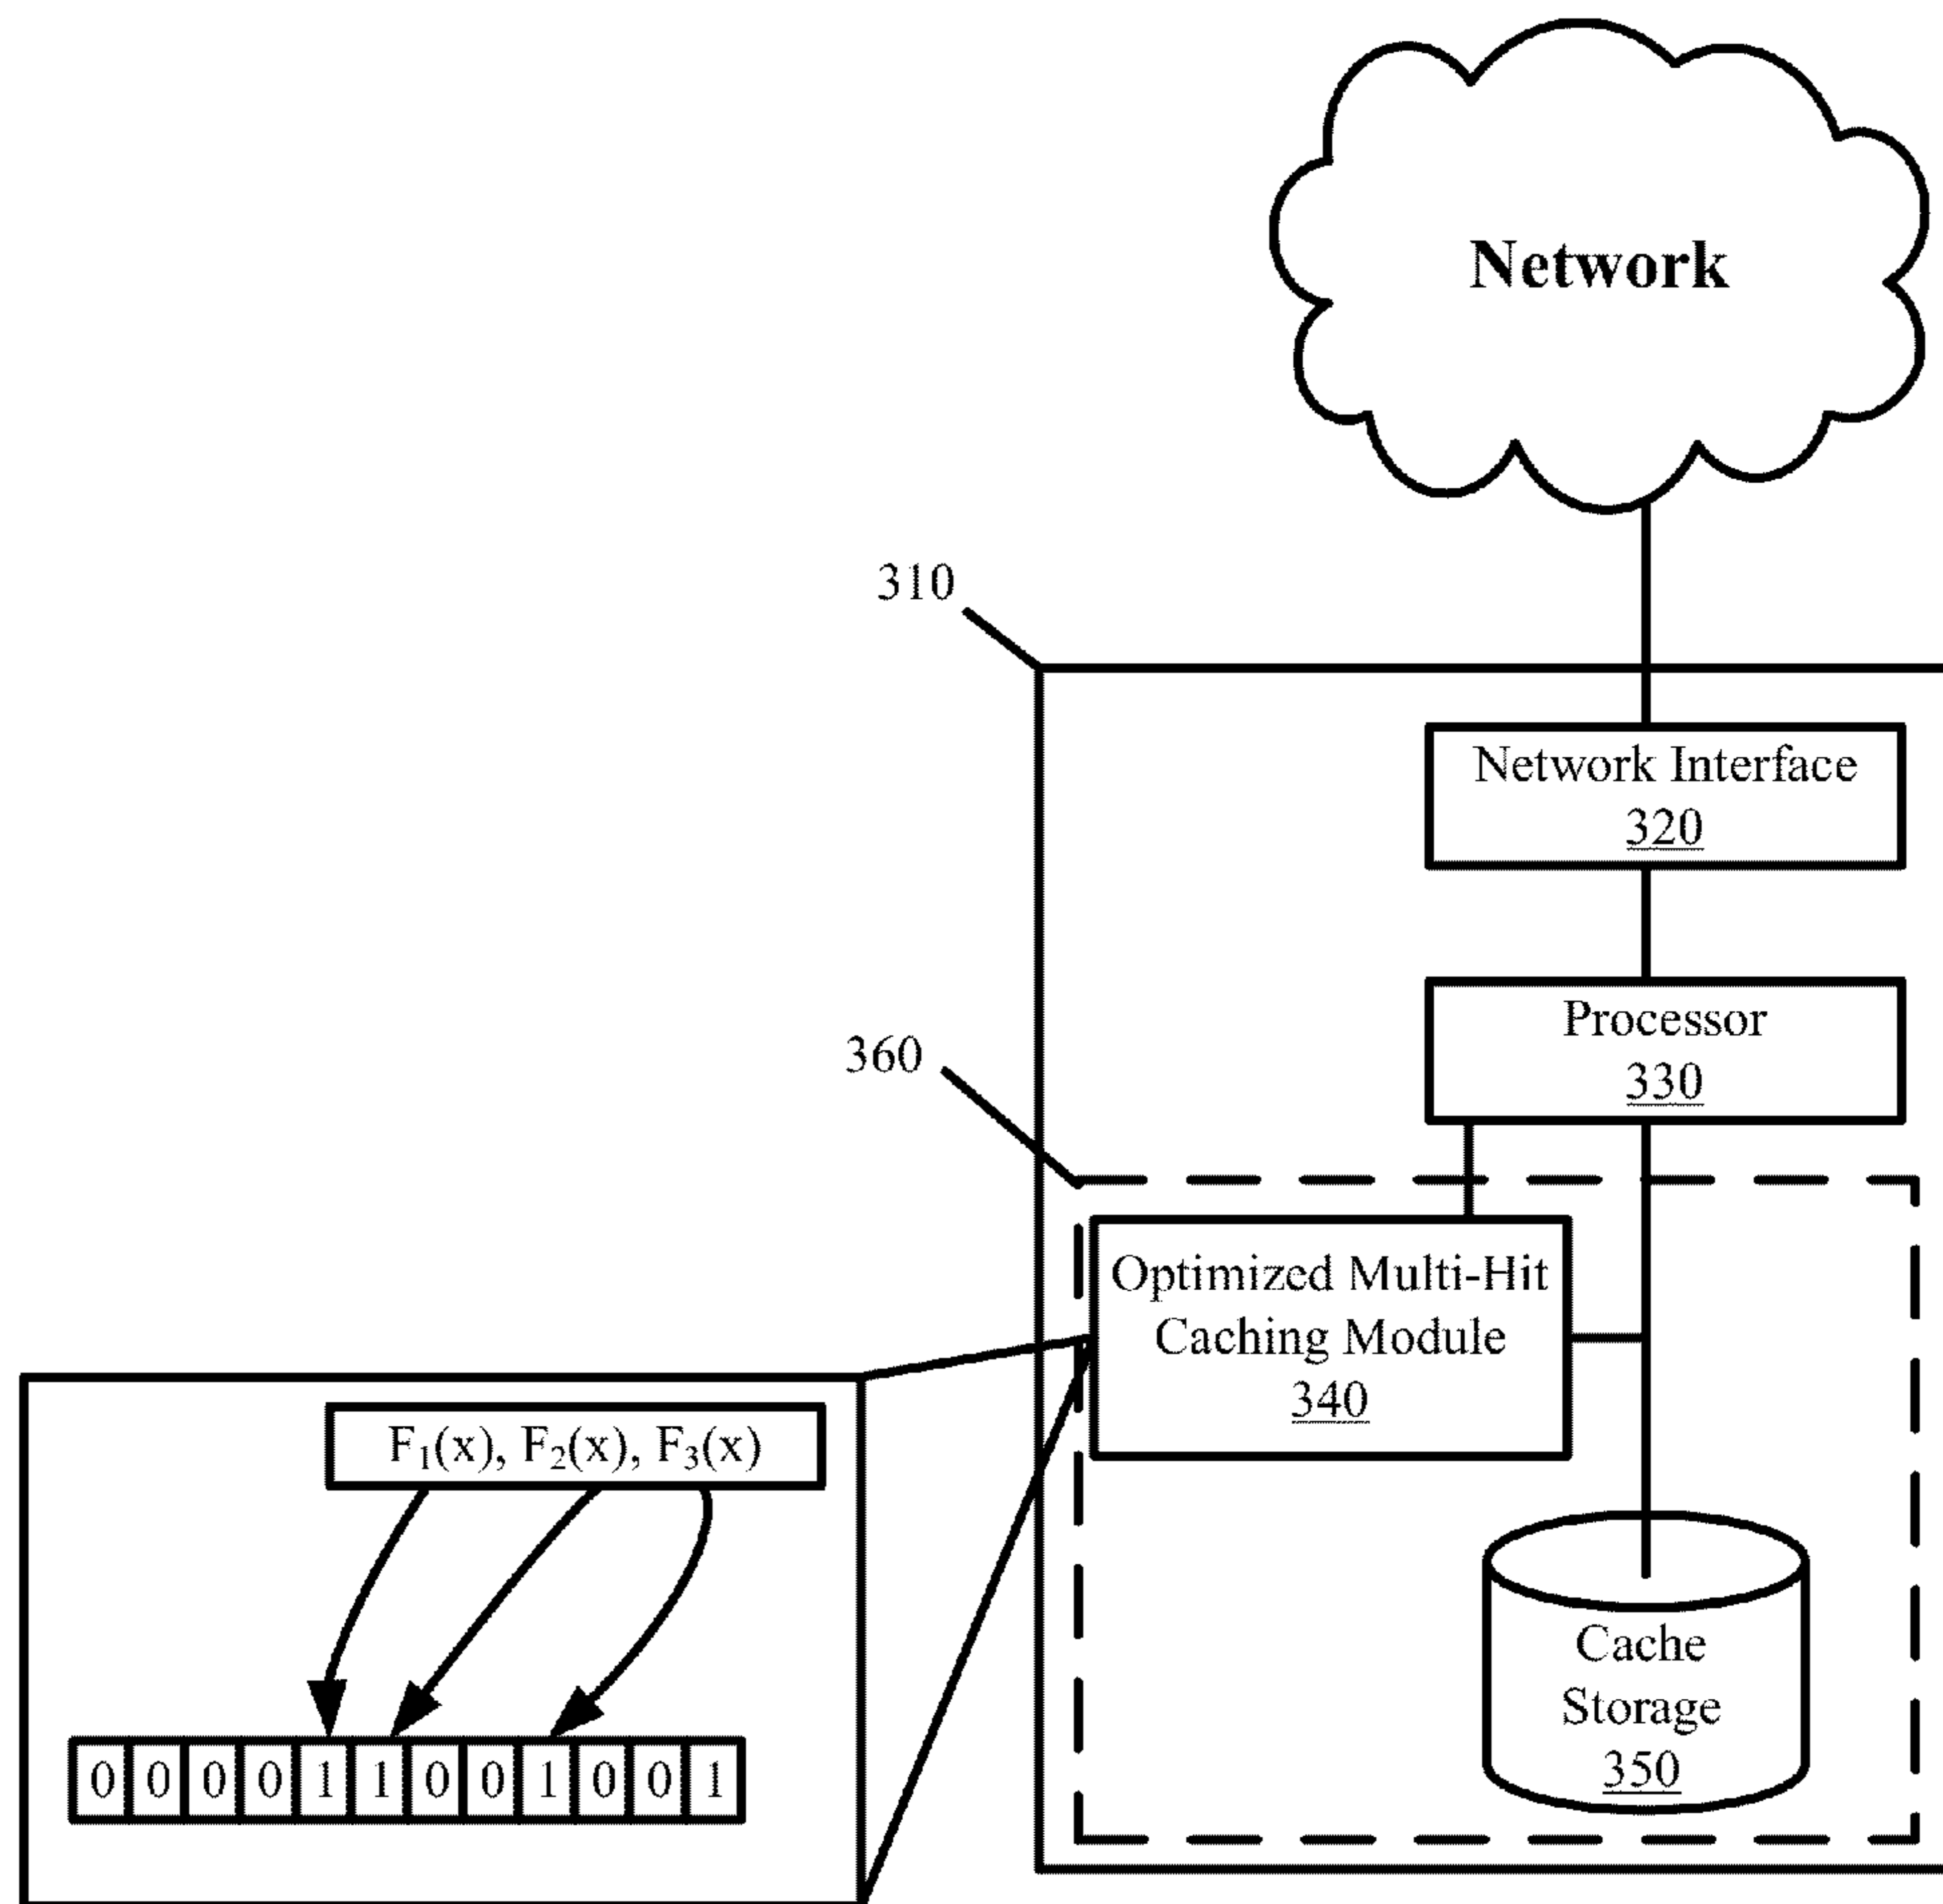 Network
310
Network Interface
320
Processor
330
360
Optimized Multi-Hit
Caching Module
340
F₁(x), F₂(x), F₃(x)
0 0 0 0 1 1 0 0 1 0 0 1
Cache
Storage
350